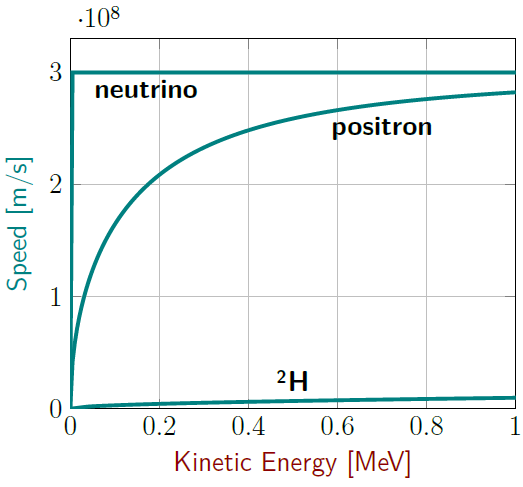 ·10⁸
3
neutrino
positron
2
Speed [m/s]
1
²H
0
0 0.2 0.4 0.6 0.8 1
Kinetic Energy [MeV]